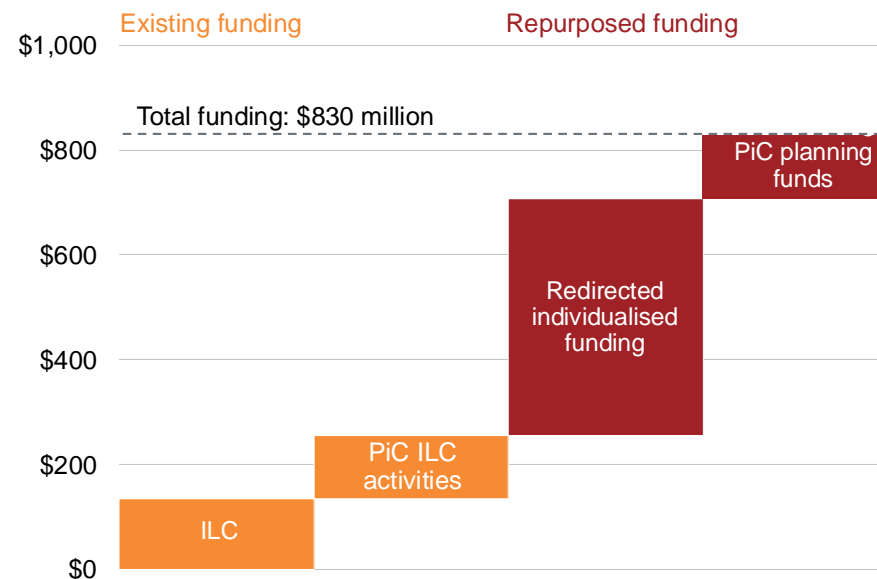 Existing funding
Repurposed funding
$1,000
Total funding: $830 million
$800
PiC planning
funds
$600
Redirected
individualised
funding
$400
PiC ILC
activities
$200
ILC
$0